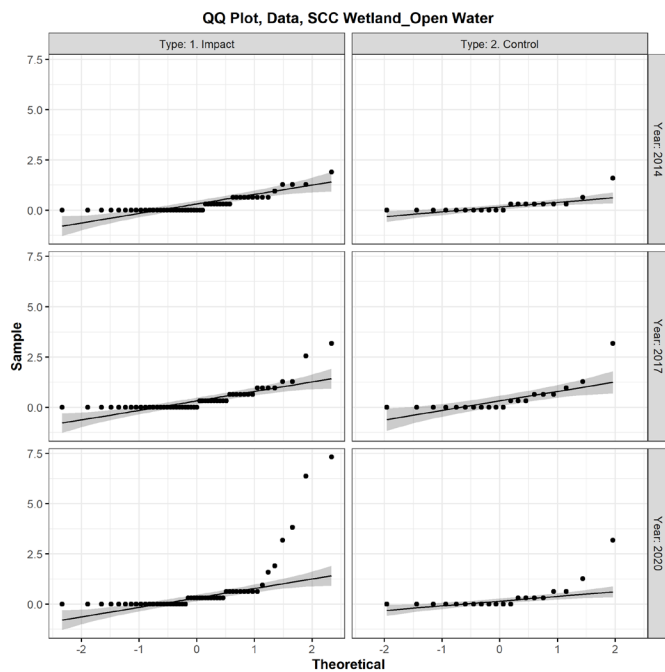 QQ Plot, Data, SCC Wetland_Open Water
Type: 1. Impact
Type: 2. Control
7.5
5.0
2.5
0.0
Year: 2014
7.5
5.0
2.5
0.0
Year: 2017
7.5
5.0
2.5
0.0
Year: 2020
Sample
-2
-1
0
1
2
-2
-1
0
1
2
Theoretical